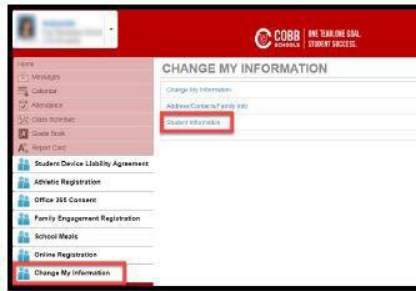 COBB
SCHOOLS
ONE TEAM. ONE GOAL.
STUDENT SUCCESS.
Home
Messages
Calendar
Attendance
Class Schedule
Grade Book
Report Card
Student Device Liability Agreement
Athletic Registration
Office 365 Consent
Family Engagement Registration
School Meals
Online Registration
Change My Information
CHANGE MY INFORMATION
Change My Information
Address/Contacts/Family Info
Student Information